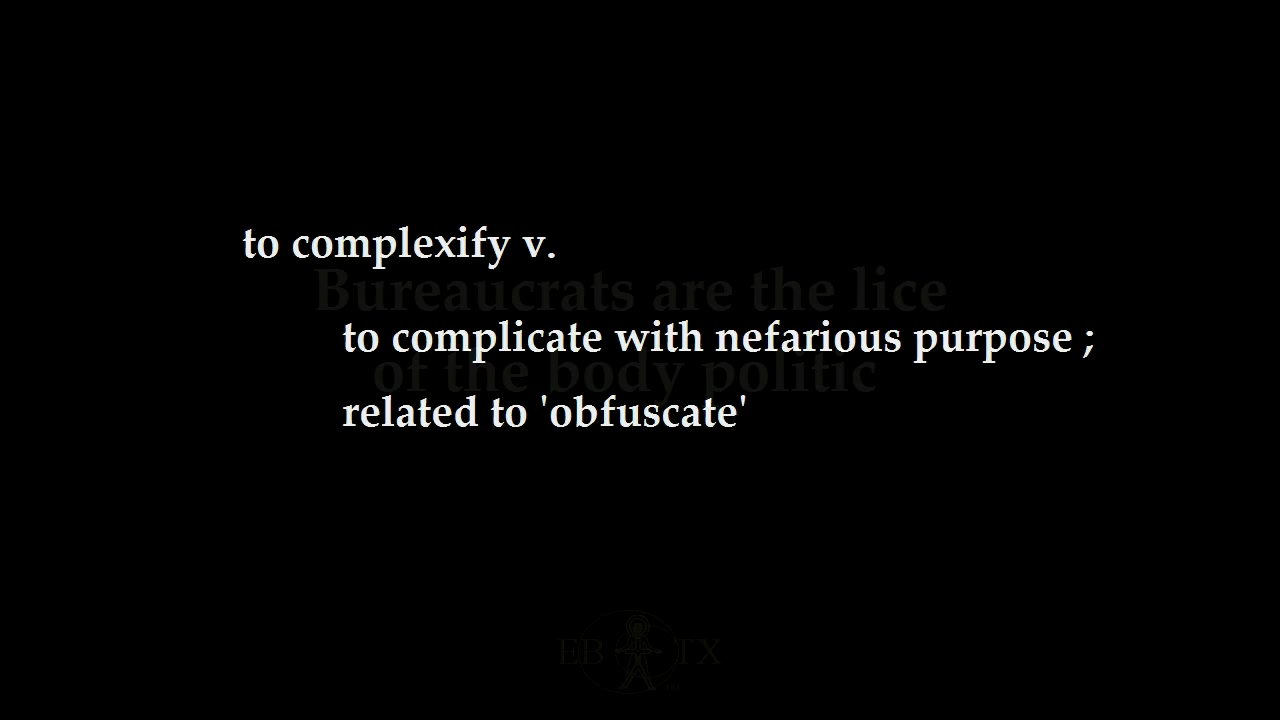 to complexify v.
Bureaucrats are the lice
to complicate with nefarious purpose ;
of the body politic
related to 'obfuscate'
EB TX